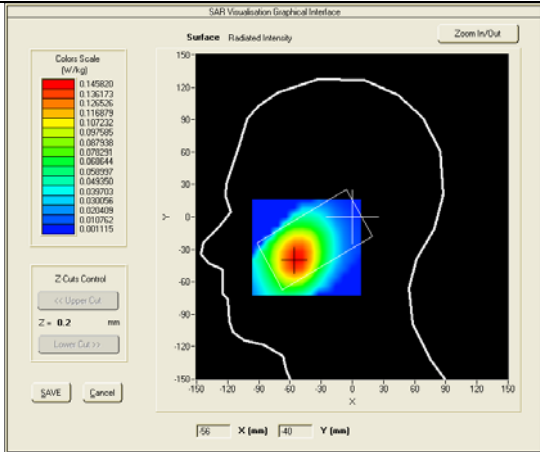 SAR Visualisation Graphical Interface
Surface Radiated Intensity
Zoom In/Out
Colors Scale
(W/kg)
0.145820
0.136173
0.126526
0.116879
0.107232
0.097585
0.087938
0.078291
0.068644
0.058997
0.049350
0.039703
0.030056
0.020409
0.010762
0.001115
Z Cuts Control
<< Upper Cut
Z = 0.2 mm
Lower Cut >>
SAVE Cancel
150
120
90
60
30
0
-30
-60
-90
-120
-150
Y
-150 -120 -90 -60 -30 0 30 60 90 120 150
X
-56 X (mm) -40 Y (mm)